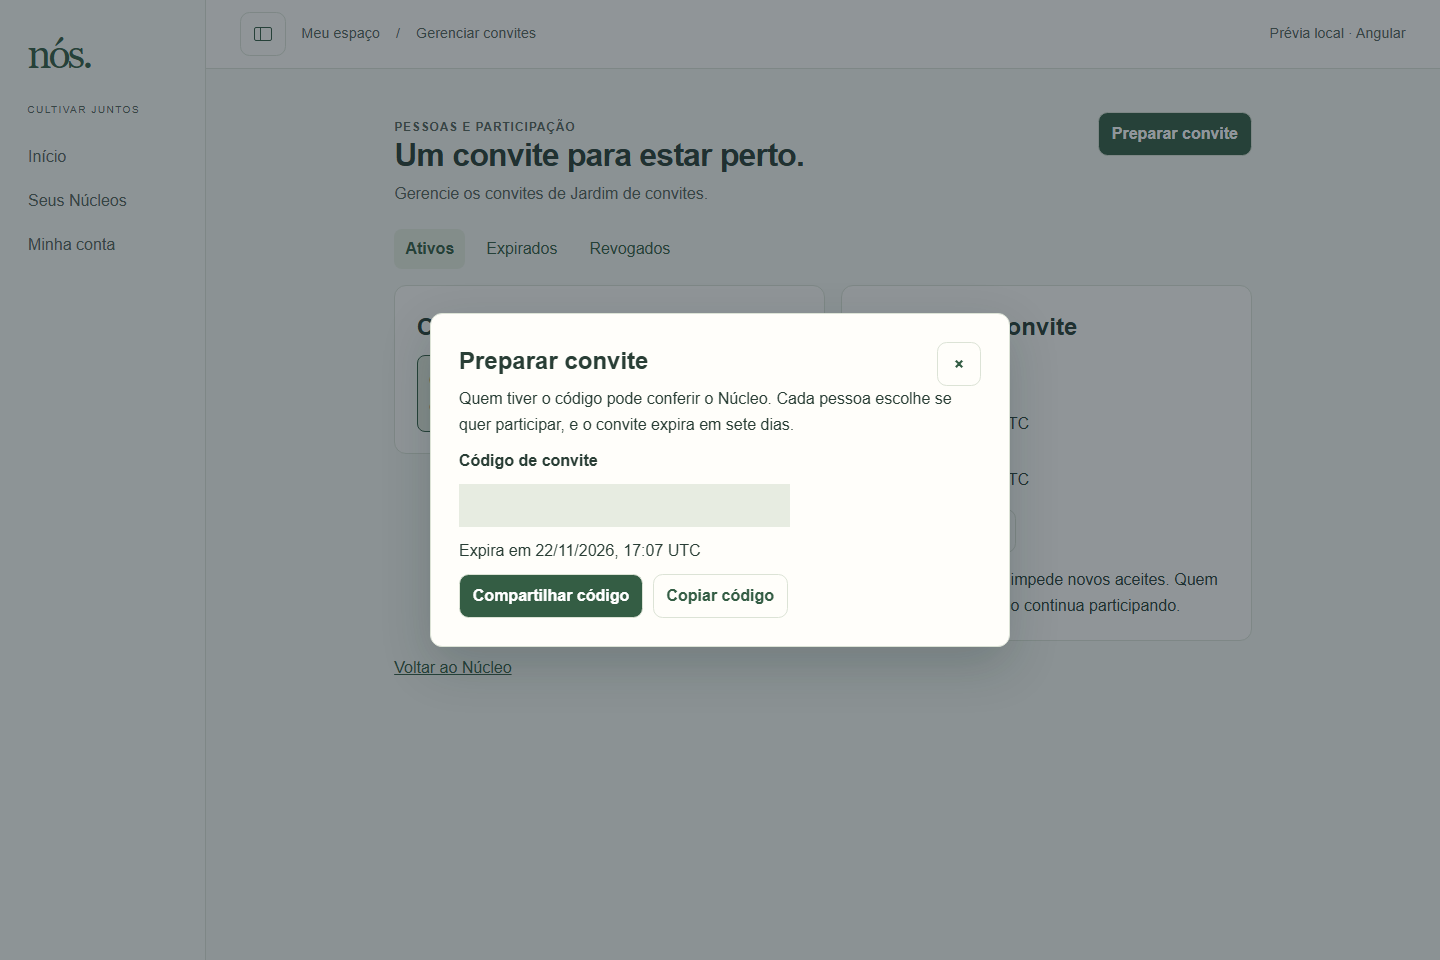 nós.
CULTIVAR JUNTOS
Início
Seus Núcleos
Minha conta
Meu espaço / Gerenciar convites
Prévia local · Angular
PESSOAS E PARTICIPAÇÃO
Um convite para estar perto.
Gerencie os convites de Jardim de convites.
Preparar convite
Ativos
Expirados
Revogados
Preparar convite
×
Quem tiver o código pode conferir o Núcleo. Cada pessoa escolhe se
quer participar, e o convite expira em sete dias.
Código de convite
Expira em 22/11/2026, 17:07 UTC
Compartilhar código
Copiar código
onvite
TC
TC
impede novos aceites. Quem
o continua participando.
Voltar ao Núcleo